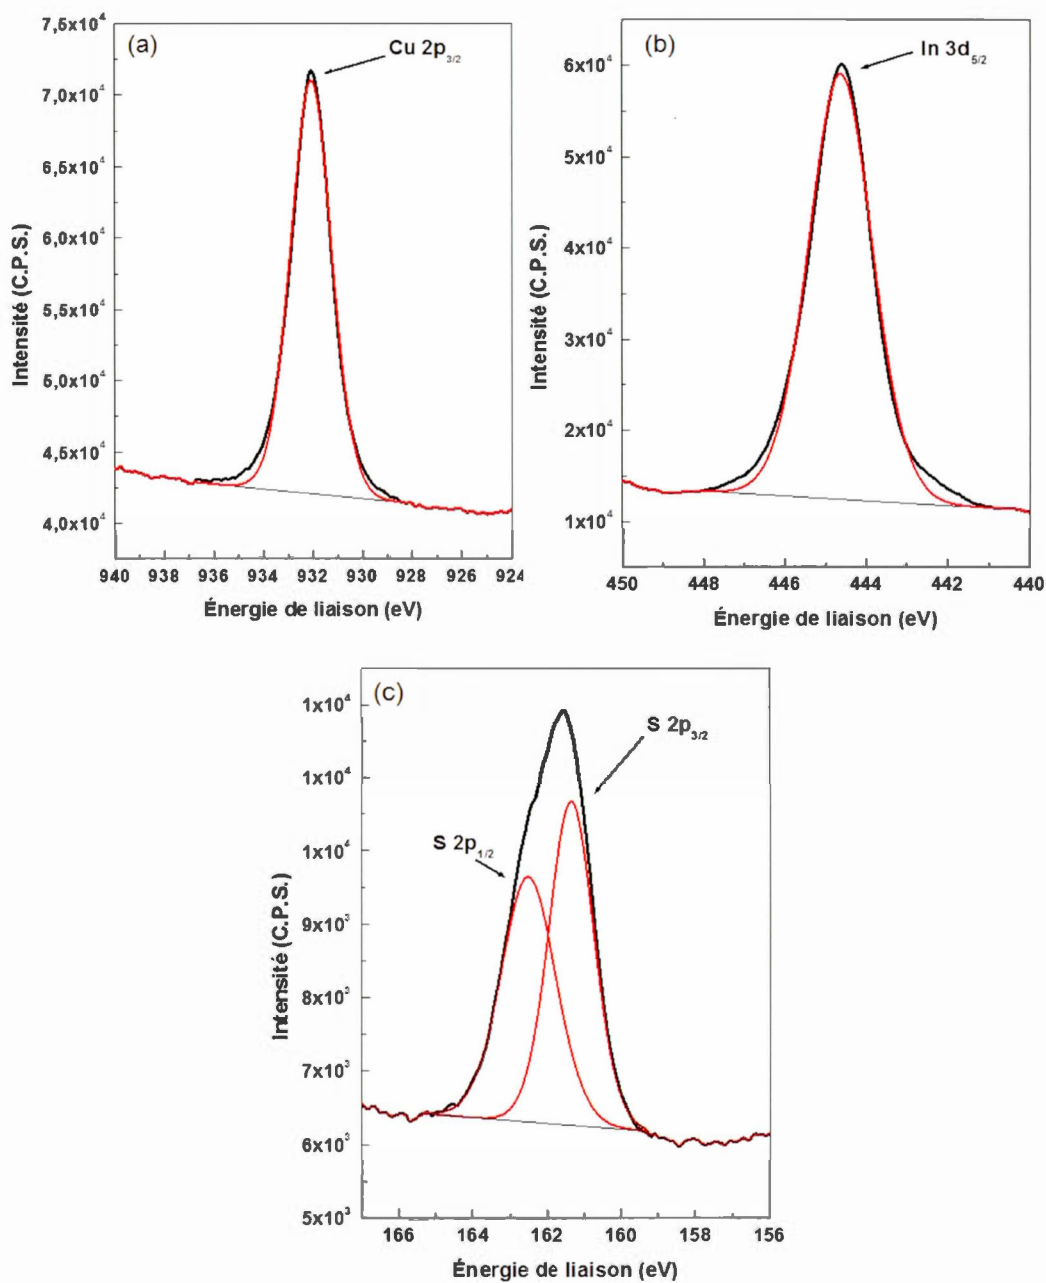 (a)
Cu 2p3/2
7,5x10⁴
7,0x10⁴
6,5x10⁴
6,0x10⁴
5,5x10⁴
5,0x10⁴
4,5x10⁴
4,0x10⁴
Intensité (C.P.S.)
940 938 936 934 932 930 928 926 924
Énergie de liaison (eV)
(b)
In 3d5/2
6x10⁴
5x10⁴
4x10⁴
3x10⁴
2x10⁴
1x10⁴
Intensité (C.P.S.)
450 448 446 444 442 440
Énergie de liaison (eV)
(c)
S 2p3/2
S 2p1/2
1x10⁴
1x10⁴
1x10⁴
9x10³
8x10³
7x10³
6x10³
5x10³
Intensité (C.P.S.)
166 164 162 160 158 156
Énergie de liaison (eV)